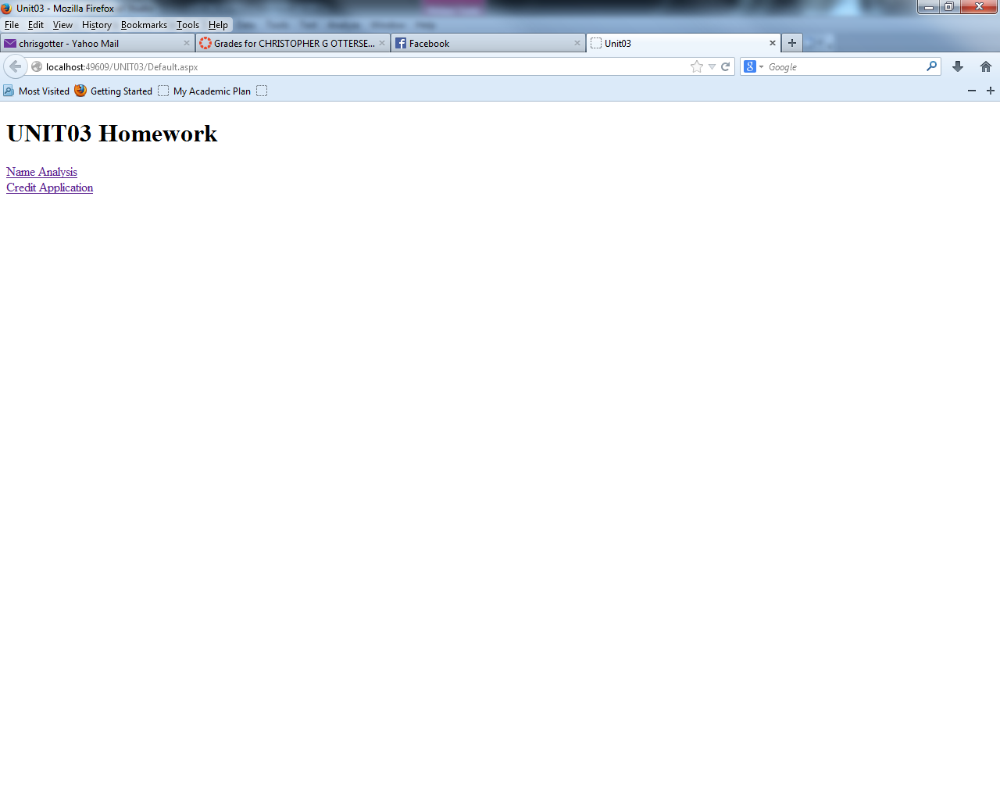 Unit03 - Mozilla Firefox
File Edit View History Bookmarks Tools Help
chrisgotter - Yahoo Mail
Grades for CHRISTOPHER G OTTERSE...
Facebook
Unit03
localhost:49609/UNIT03/Default.aspx
Google
Most Visited Getting Started My Academic Plan
UNIT03 Homework
Name Analysis
Credit Application